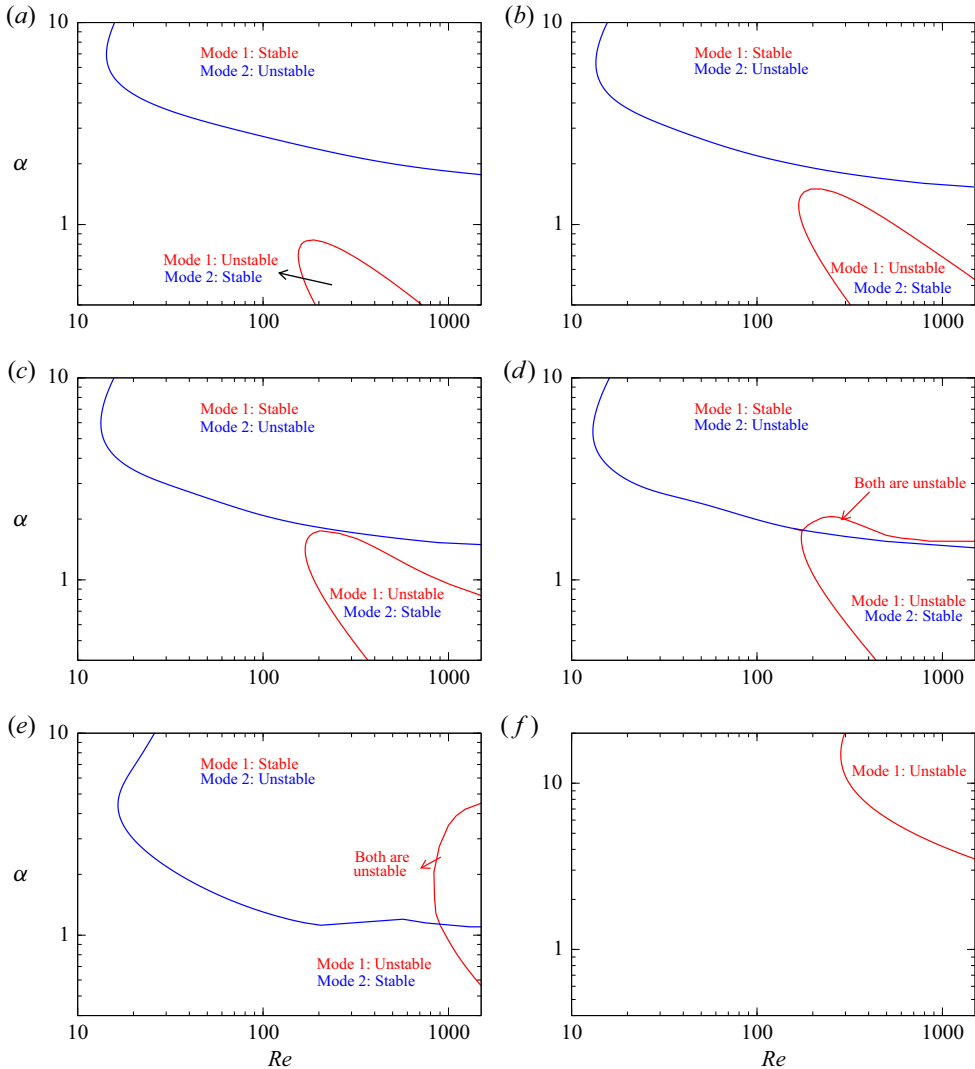 (a)
10
α
1
Mode 1: Stable
Mode 2: Unstable
Mode 1: Unstable
Mode 2: Stable
10 100 1000
(b)
10
1
Mode 1: Stable
Mode 2: Unstable
Mode 1: Unstable
Mode 2: Stable
10 100 1000
(c)
10
α
1
Mode 1: Stable
Mode 2: Unstable
Mode 1: Unstable
Mode 2: Stable
10 100 1000
(d)
10
1
Mode 1: Stable
Mode 2: Unstable
Both are unstable
Mode 1: Unstable
Mode 2: Stable
10 100 1000
(e)
10
α
1
Mode 1: Stable
Mode 2: Unstable
Both are
unstable
Mode 1: Unstable
Mode 2: Stable
10 100 1000
Re
(f)
10
1
Mode 1: Unstable
10 100 1000
Re